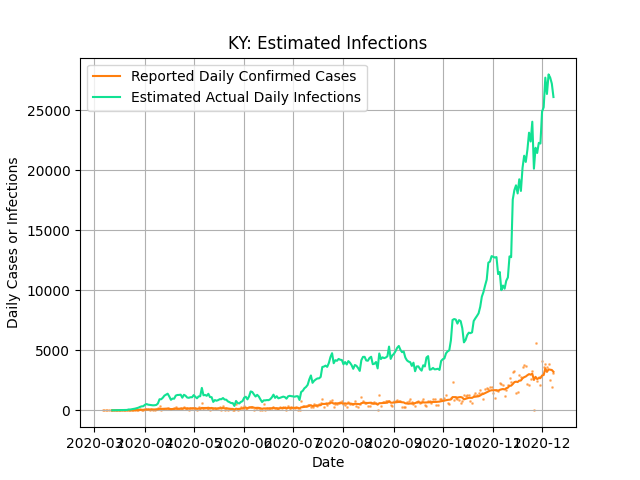 KY: Estimated Infections
Reported Daily Confirmed Cases
Estimated Actual Daily Infections
Daily Cases or Infections
25000
20000
15000
10000
5000
0
2020-03 2020-04 2020-05 2020-06 2020-07 2020-08 2020-09 2020-10 2020-11 2020-12
Date